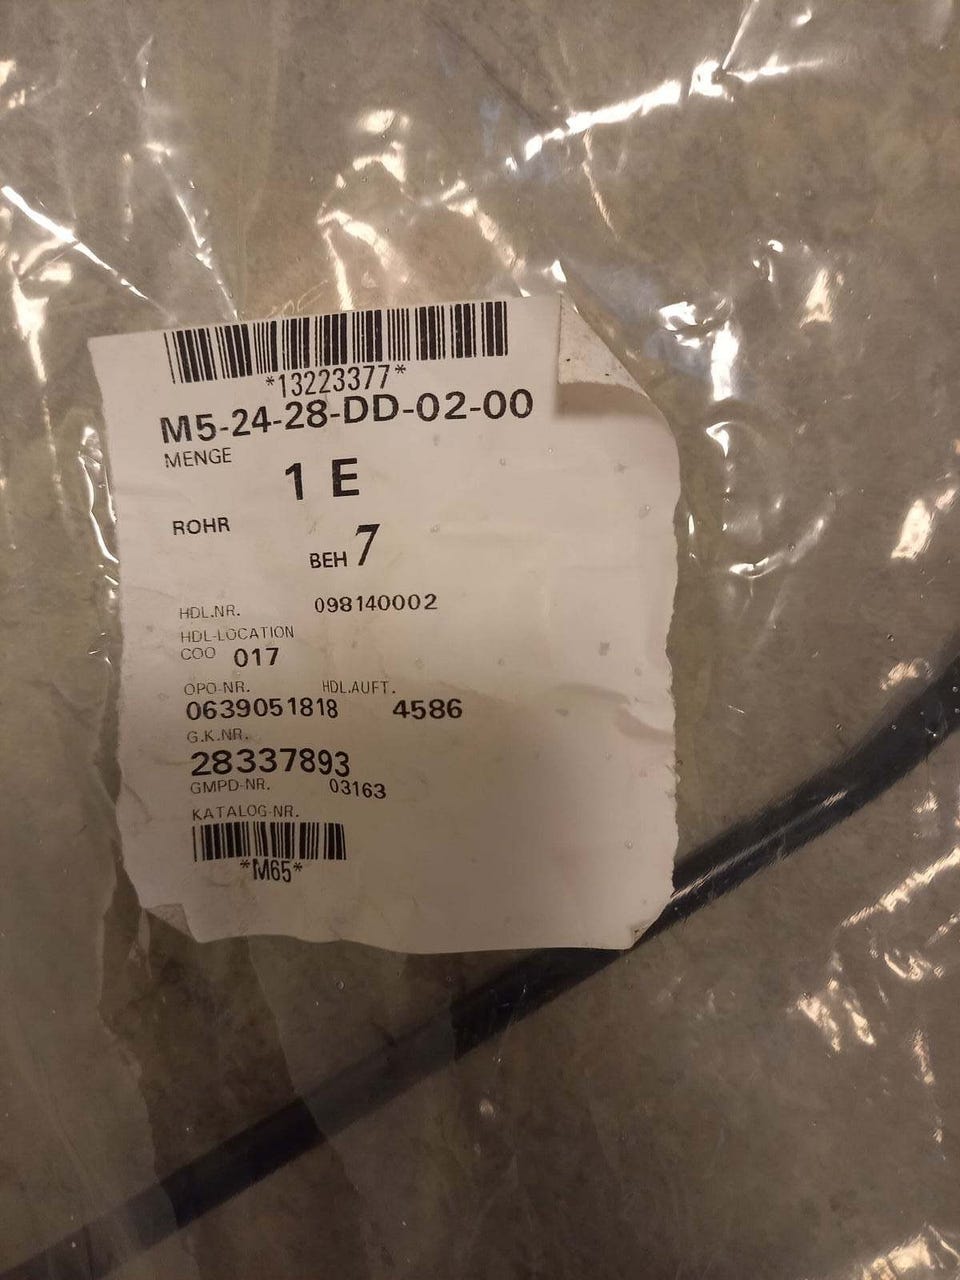 *13223377*
M5-24-28-DD-02-00
MENGE
1 E
ROHR
BEH 7
HDL.NR. 098140002
HDL-LOCATION
COO 017
OPO-NR. HDL.AUFT.
0639051818 4586
G.K.NR.
28337893
GMPD-NR. 03163
KATALOG-NR.
*M65*